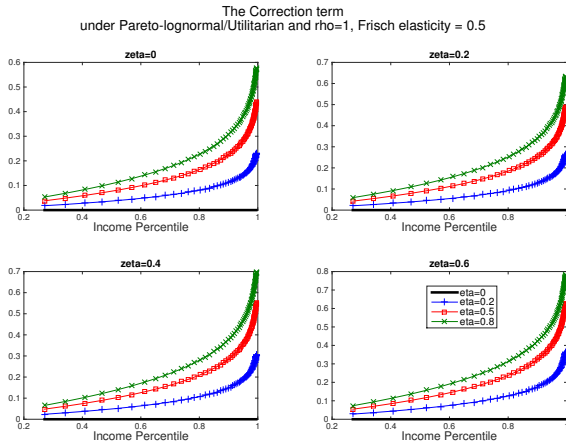 The Correction term
under Pareto-lognormal/Utilitarian and rho=1, Frisch elasticity = 0.5
zeta=0
0.6
0.5
0.4
0.3
0.2
0.1
0
0.2 0.4 0.6 0.8 1
Income Percentile
zeta=0.2
0.7
0.6
0.5
0.4
0.3
0.2
0.1
0
0.2 0.4 0.6 0.8 1
Income Percentile
zeta=0.4
0.7
0.6
0.5
0.4
0.3
0.2
0.1
0
0.2 0.4 0.6 0.8 1
Income Percentile
zeta=0.6
0.8
0.7
0.6
0.5
0.4
0.3
0.2
0.1
0
0.2 0.4 0.6 0.8 1
Income Percentile
eta=0
eta=0.2
eta=0.5
eta=0.8